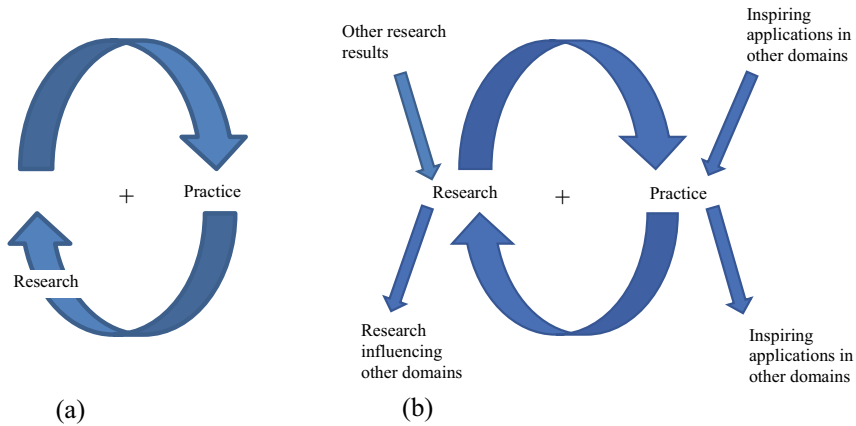 +
Practice
Research
(a)
Other research
results
Inspiring
applications in
other domains
Research
+
Practice
Research
influencing
other domains
Inspiring
applications in
other domains
(b)